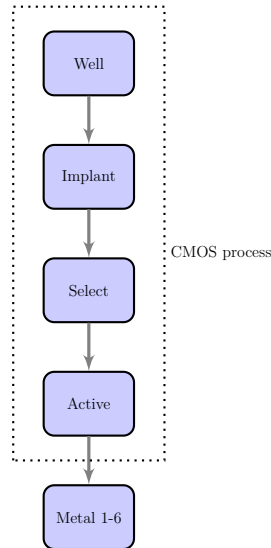 Well
Implant
CMOS process
Select
Active
Metal 1-6